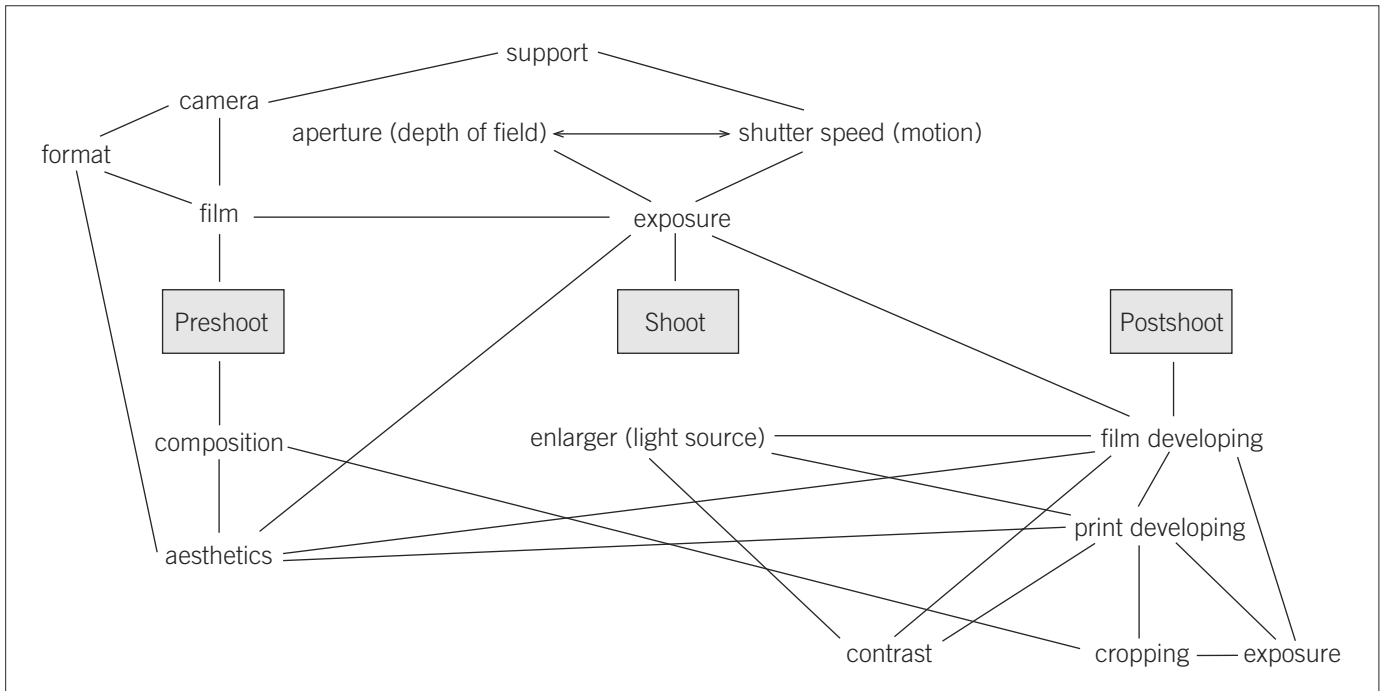 support
camera
aperture (depth of field)
shutter speed (motion)
format
film
exposure
Preshoot
Shoot
Postshoot
composition
enlarger (light source)
film developing
print developing
aesthetics
contrast
cropping
exposure